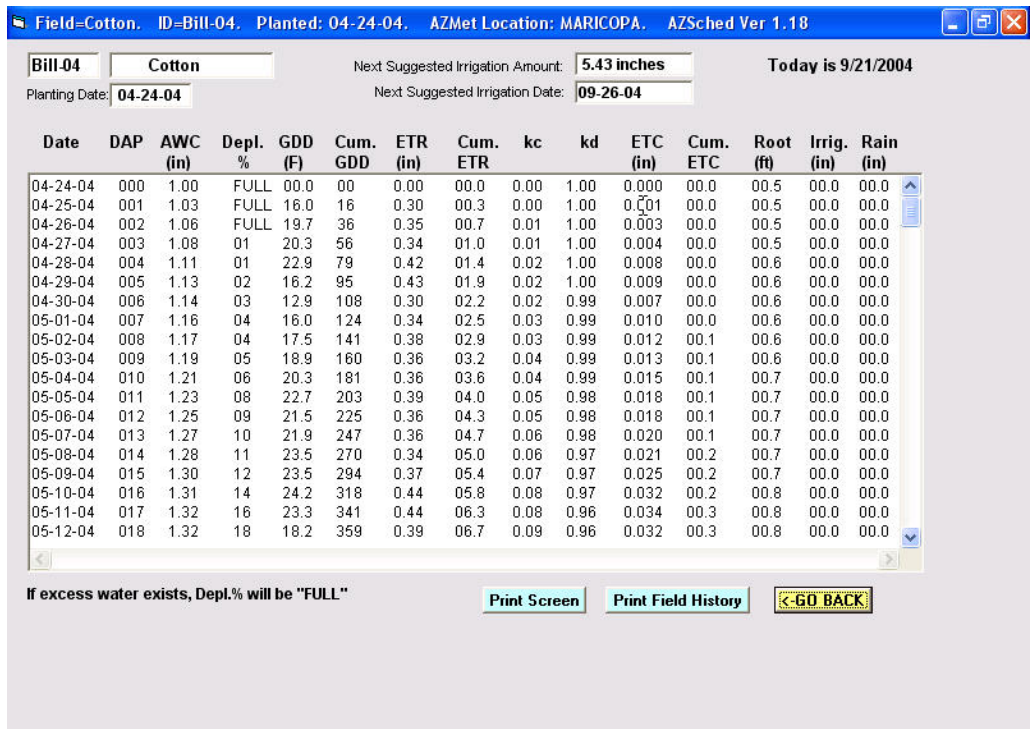 Field=Cotton. ID=Bill-04. Planted: 04-24-04. AZMet Location: MARICOPA. AZSched Ver 1.18
Bill-04 Cotton Next Suggested Irrigation Amount: 5.43 inches Today is 9/21/2004
Planting Date: 04-24-04 Next Suggested Irrigation Date: 09-26-04
Date DAP AWC Depl. GDD Cum. ETR Cum. kc kd ETC Cum. Root Irrig. Rain
(in) % (F) GDD (in) ETR (in) ETC (ft) (in) (in)
04-24-04 000 1.00 FULL 00.0 00 0.00 00.0 0.00 1.00 0.000 00.0 00.5 00.0 00.0
04-25-04 001 1.03 FULL 16.0 16 0.30 00.3 0.00 1.00 0.001 00.0 00.5 00.0 00.0
04-26-04 002 1.06 FULL 19.7 36 0.35 00.7 0.01 1.00 0.003 00.0 00.5 00.0 00.0
04-27-04 003 1.08 01 20.3 56 0.34 01.0 0.01 1.00 0.004 00.0 00.5 00.0 00.0
04-28-04 004 1.11 01 22.9 79 0.42 01.4 0.02 1.00 0.008 00.0 00.6 00.0 00.0
04-29-04 005 1.13 02 16.2 95 0.43 01.9 0.02 1.00 0.009 00.0 00.6 00.0 00.0
04-30-04 006 1.14 03 12.9 108 0.30 02.2 0.02 0.99 0.007 00.0 00.6 00.0 00.0
05-01-04 007 1.16 04 16.0 124 0.34 02.5 0.03 0.99 0.010 00.0 00.6 00.0 00.0
05-02-04 008 1.17 04 17.5 141 0.38 02.9 0.03 0.99 0.012 00.1 00.6 00.0 00.0
05-03-04 009 1.19 05 18.9 160 0.36 03.2 0.04 0.99 0.013 00.1 00.6 00.0 00.0
05-04-04 010 1.21 06 20.3 181 0.36 03.6 0.04 0.99 0.015 00.1 00.7 00.0 00.0
05-05-04 011 1.23 08 22.7 203 0.39 04.0 0.05 0.98 0.018 00.1 00.7 00.0 00.0
05-06-04 012 1.25 09 21.5 225 0.36 04.3 0.05 0.98 0.018 00.1 00.7 00.0 00.0
05-07-04 013 1.27 10 21.9 247 0.36 04.7 0.06 0.98 0.020 00.1 00.7 00.0 00.0
05-08-04 014 1.28 11 23.5 270 0.34 05.0 0.06 0.97 0.021 00.2 00.7 00.0 00.0
05-09-04 015 1.30 12 23.5 294 0.37 05.4 0.07 0.97 0.025 00.2 00.7 00.0 00.0
05-10-04 016 1.31 14 24.2 318 0.44 05.8 0.08 0.97 0.032 00.2 00.8 00.0 00.0
05-11-04 017 1.32 16 23.3 341 0.44 06.3 0.08 0.96 0.034 00.3 00.8 00.0 00.0
05-12-04 018 1.32 18 18.2 359 0.39 06.7 0.09 0.96 0.032 00.3 00.8 00.0 00.0
If excess water exists, Depl.% will be "FULL"
Print Screen Print Field History <-GO BACK